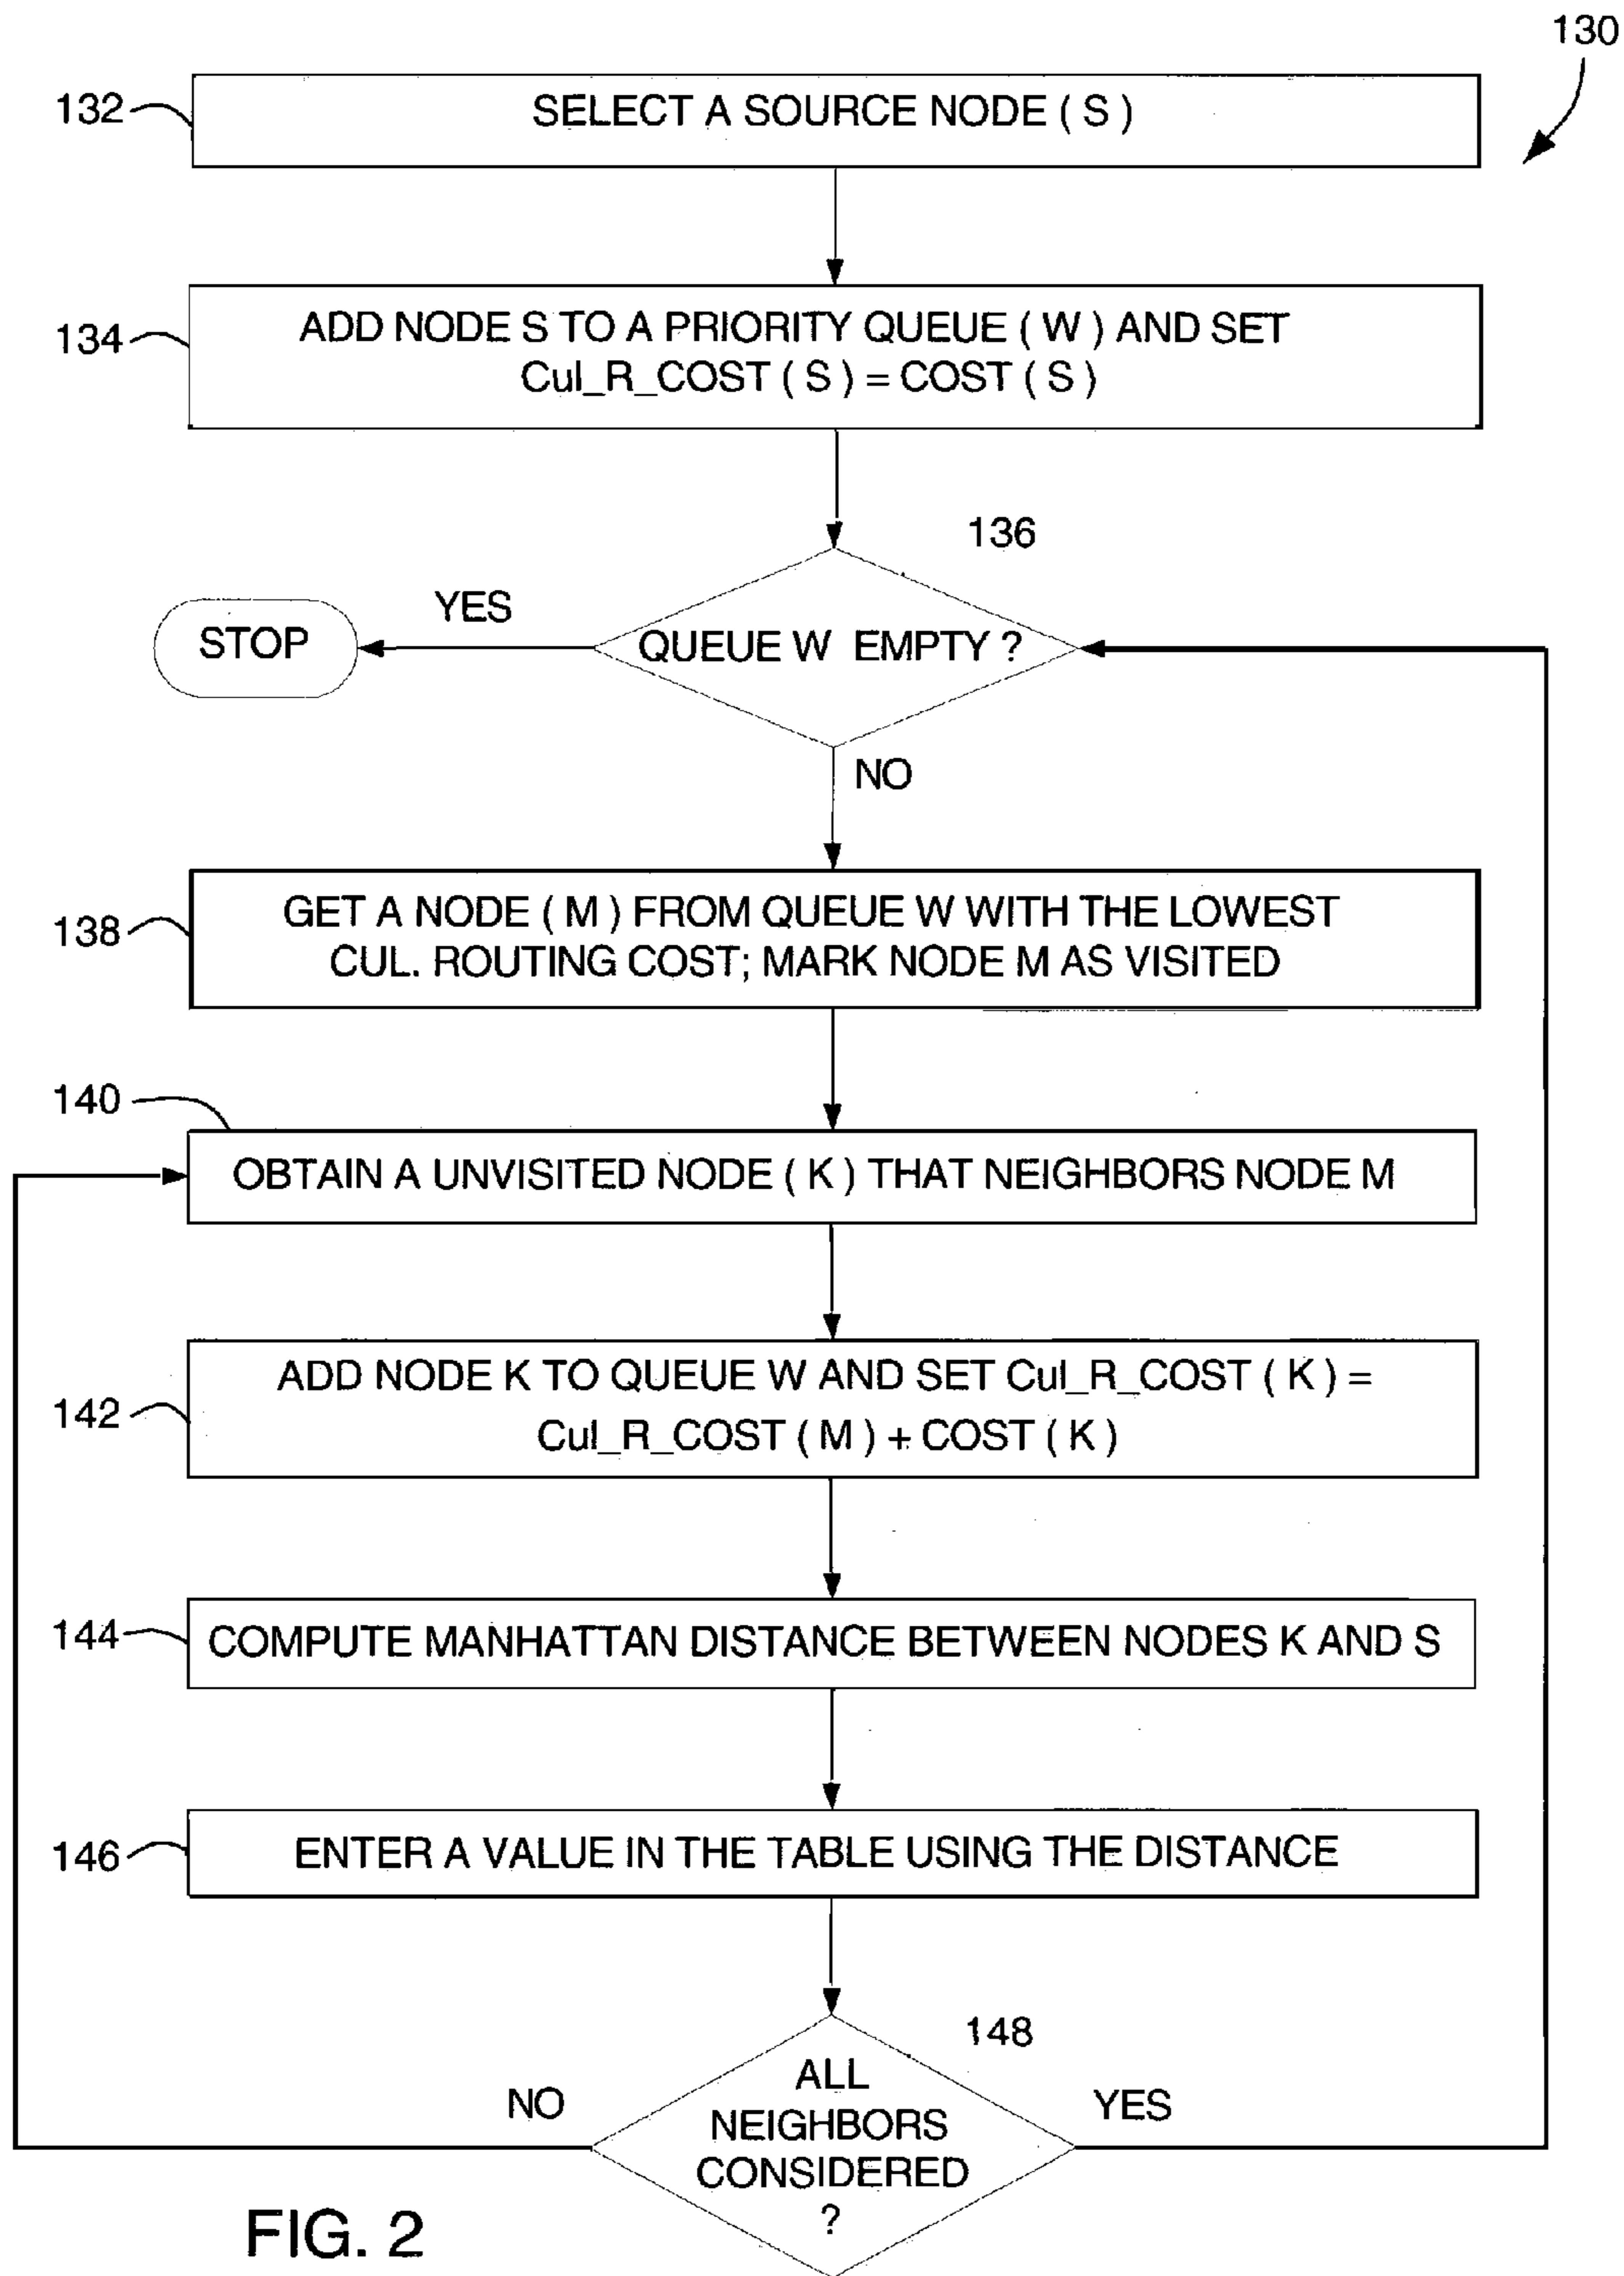 130
132
SELECT A SOURCE NODE ( S )
134
ADD NODE S TO A PRIORITY QUEUE ( W ) AND SET
Cul_R_COST ( S ) = COST ( S )
136
YES
STOP
QUEUE W EMPTY ?
NO
138
GET A NODE ( M ) FROM QUEUE W WITH THE LOWEST
CUL. ROUTING COST; MARK NODE M AS VISITED
140
OBTAIN A UNVISITED NODE ( K ) THAT NEIGHBORS NODE M
142
ADD NODE K TO QUEUE W AND SET Cul_R_COST ( K ) =
Cul_R_COST ( M ) + COST ( K )
144
COMPUTE MANHATTAN DISTANCE BETWEEN NODES K AND S
146
ENTER A VALUE IN THE TABLE USING THE DISTANCE
148
NO
YES
ALL
NEIGHBORS
CONSIDERED
?
FIG. 2